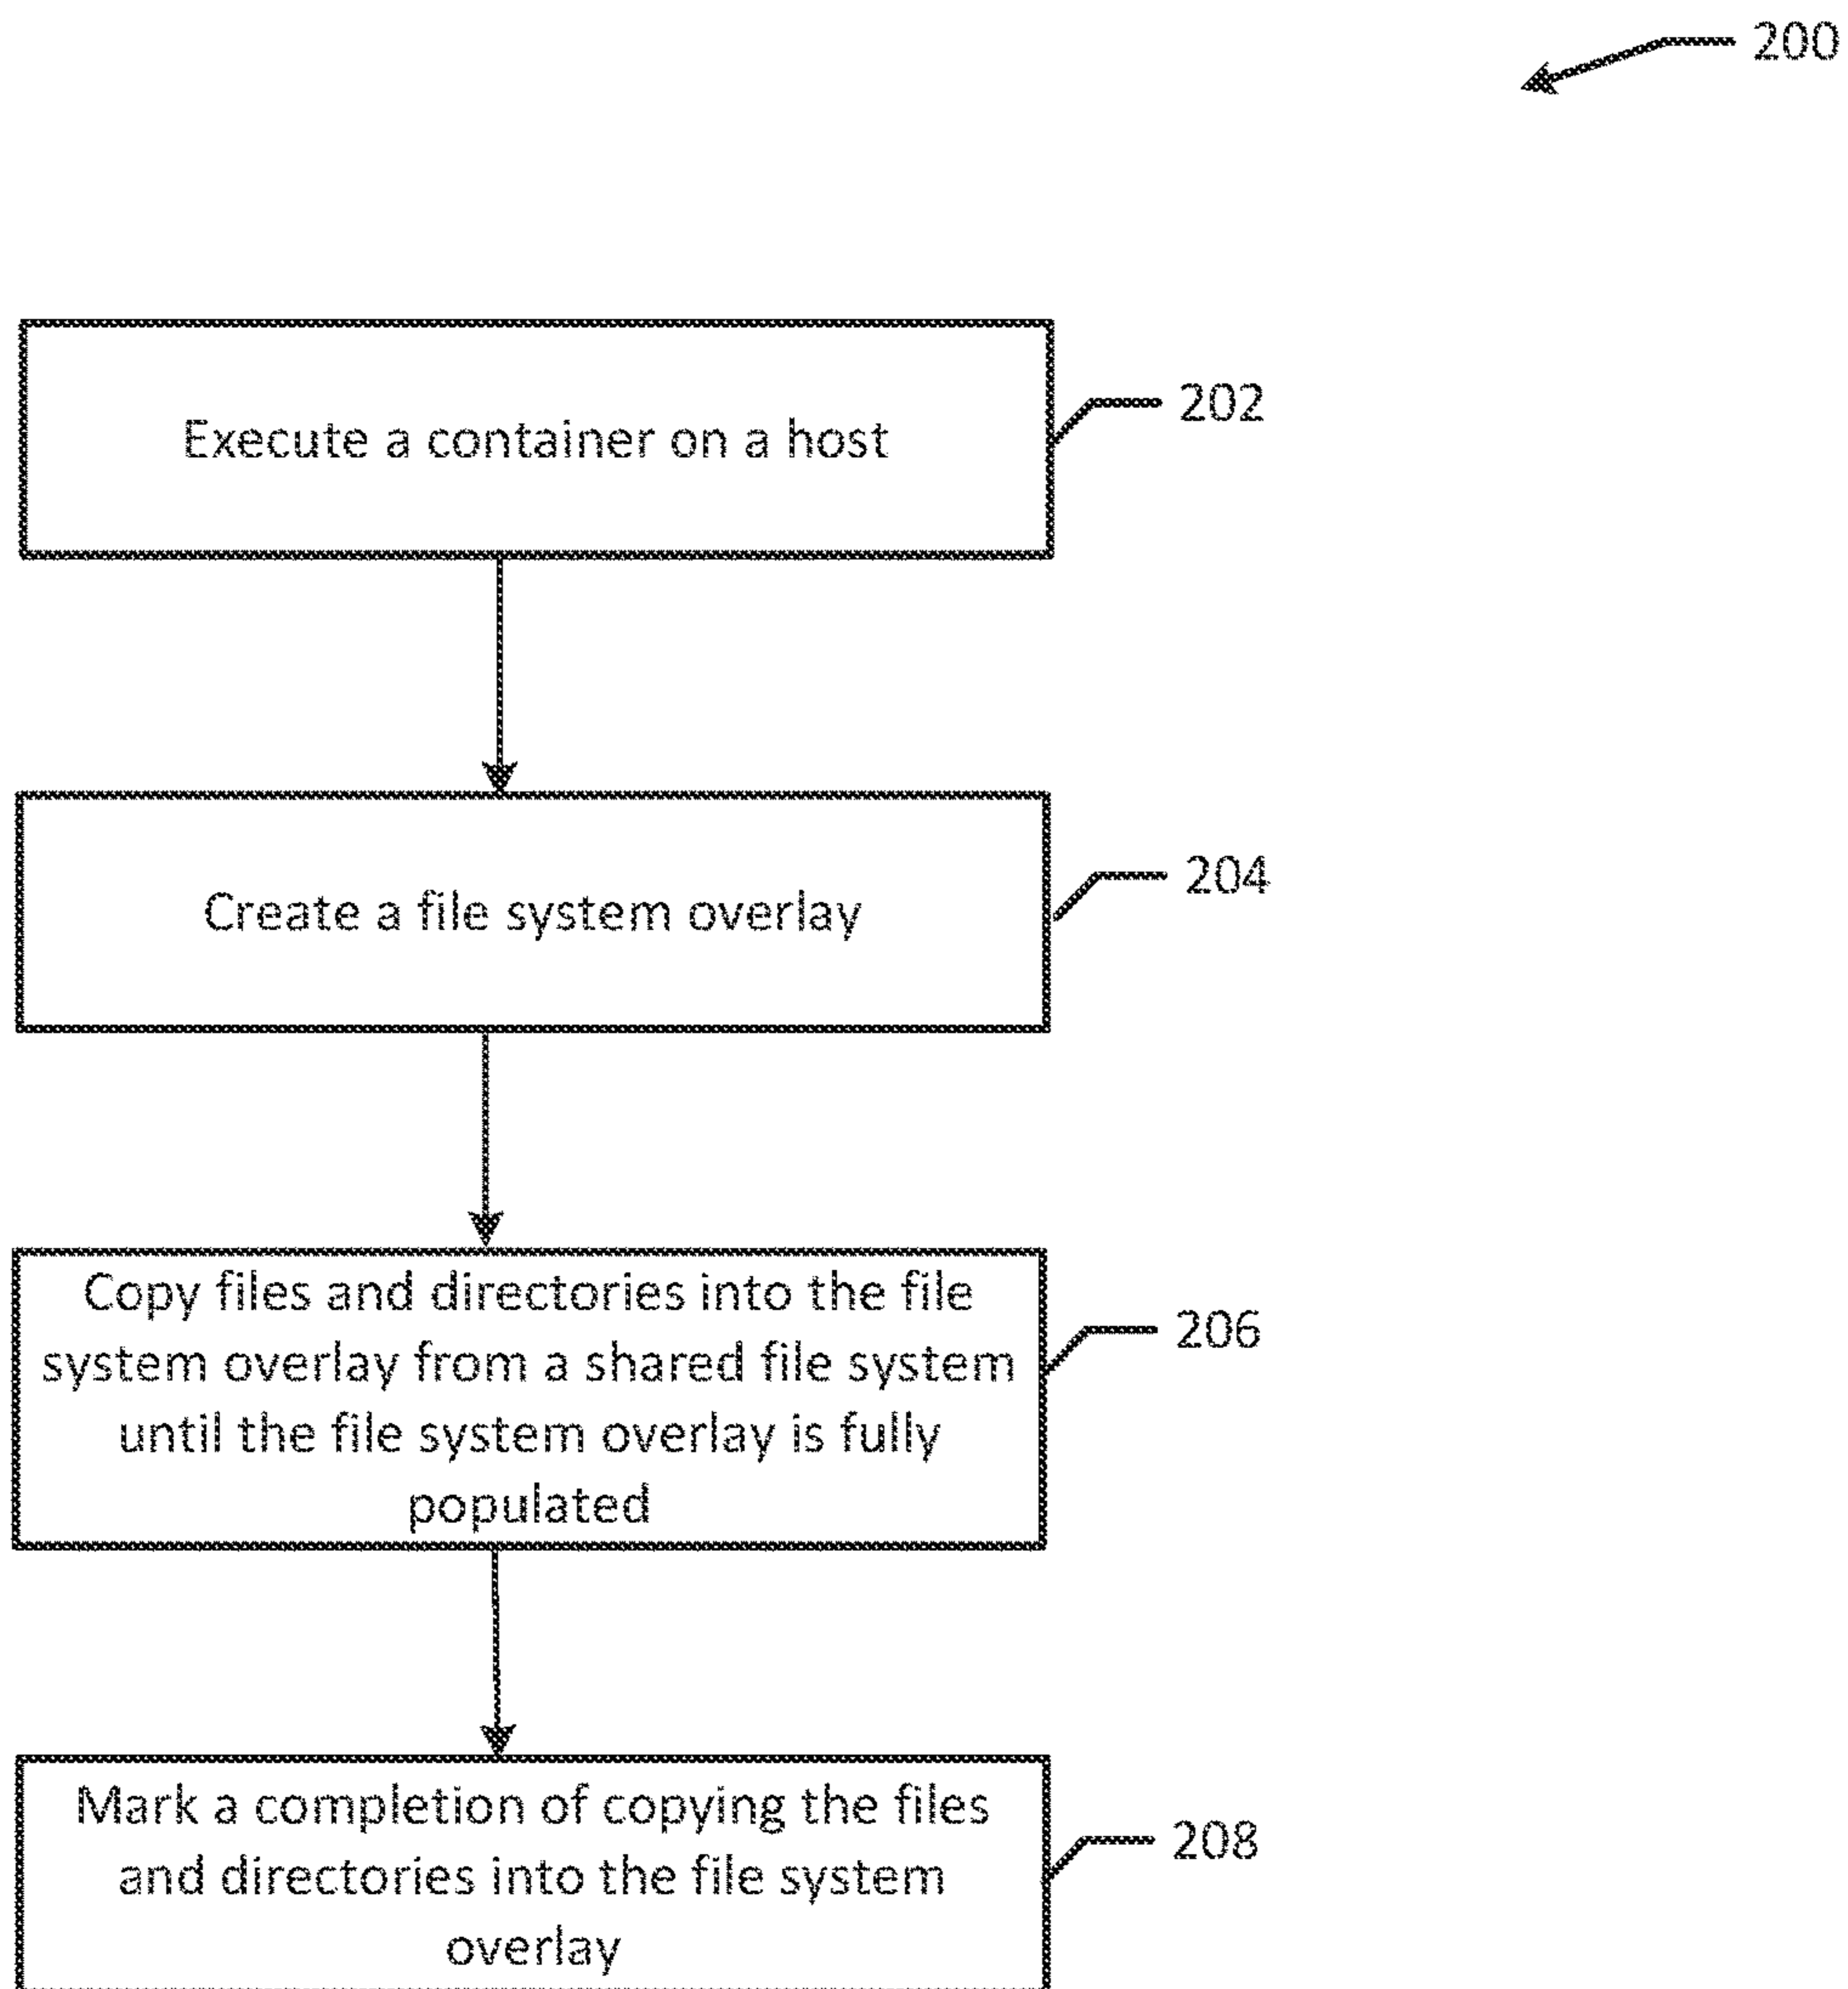 200
Execute a container on a host
202
Create a file system overlay
204
Copy files and directories into the file
system overlay from a shared file system
until the file system overlay is fully
populated
206
Mark a completion of copying the files
and directories into the file system
overlay
208